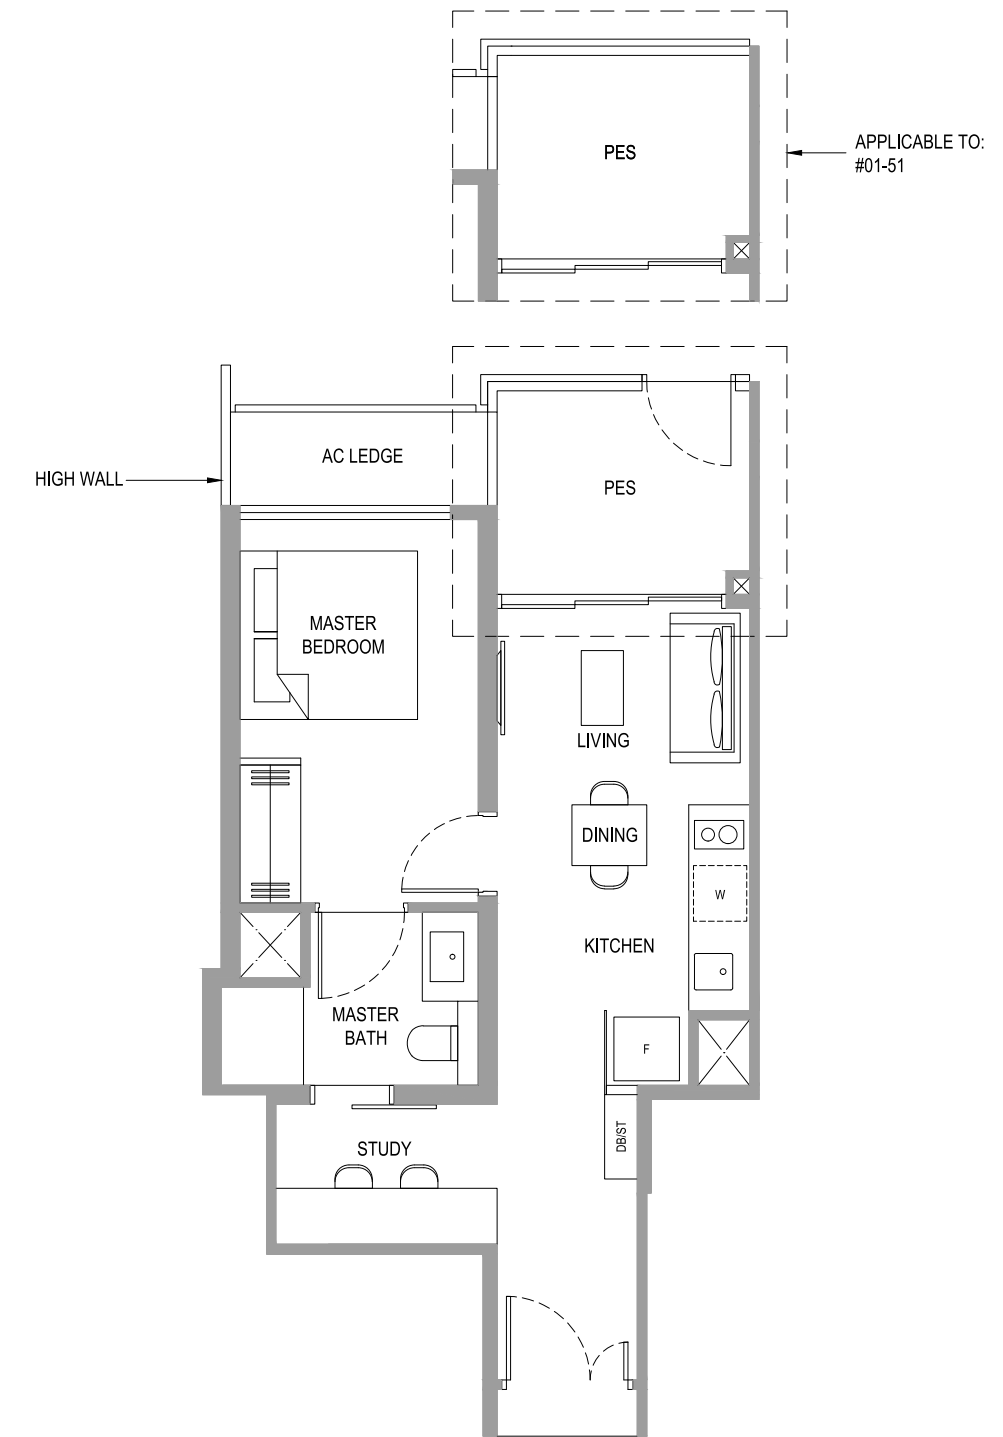 PES
APPLICABLE TO:
#01-51
AC LEDGE
HIGH WALL
PES
MASTER
BEDROOM
LIVING
DINING
W
KITCHEN
MASTER
BATH
F
DB/ST
STUDY